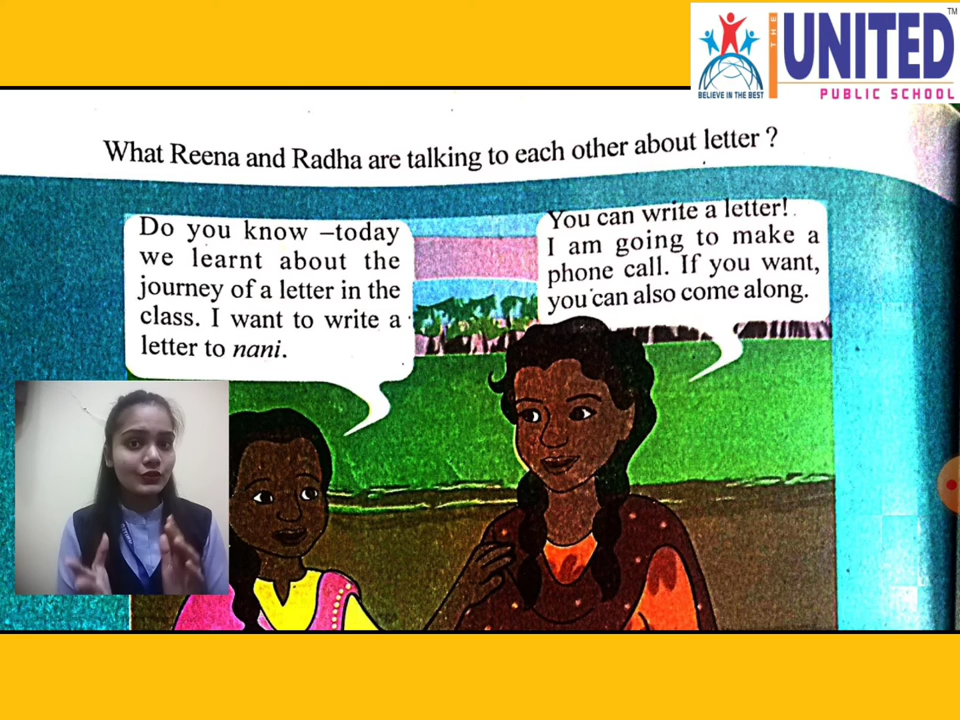 THE
UNITED
TM
BELIEVE IN THE BEST
PUBLIC SCHOOL
What Reena and Radha are talking to each other about letter ?
Do you know –today
we learnt about the
journey of a letter in the
class. I want to write a
letter to nani.
You can write a letter!
I am going to make a
phone call. If you want,
you can also come along.